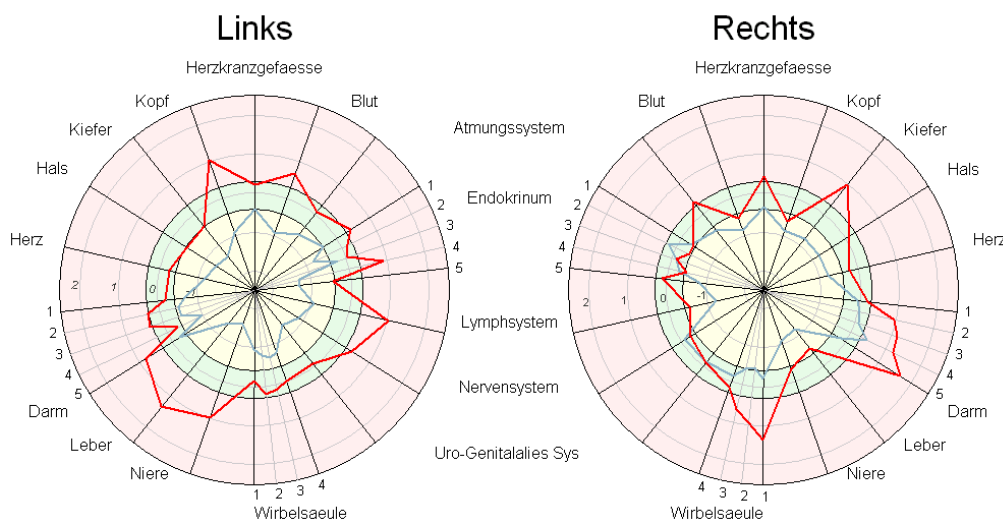 Links
Rechts
Herzkranzgefaesse
Herzkranzgefaesse
Kopf
Blut
Blut
Kopf
Kiefer
Atmungssystem
Kiefer
Hals
Hals
1
2
3
4
5
Endokrinum
1
2
3
4
5
Herz
Herz
2
1
0
-1
2
1
0
-1
1
2
3
4
5
Lymphsystem
1
2
3
4
5
Darm
Nervensystem
Darm
Leber
Leber
Niere
Uro-Genitalalies Sys
Niere
1
2
3
4
4
3
2
1
Wirbelsaeule
Wirbelsaeule